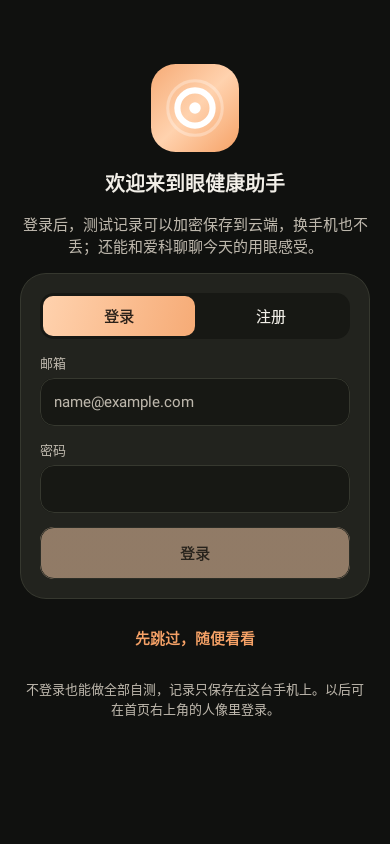 欢迎来到眼健康助手
登录后，测试记录可以加密保存到云端，换手机也不
丢；还能和爱科聊聊今天的用眼感受。
登录
注册
邮箱
name@example.com
密码
登录
先跳过，随便看看
不登录也能做全部自测，记录只保存在这台手机上。以后可
在首页右上角的人像里登录。